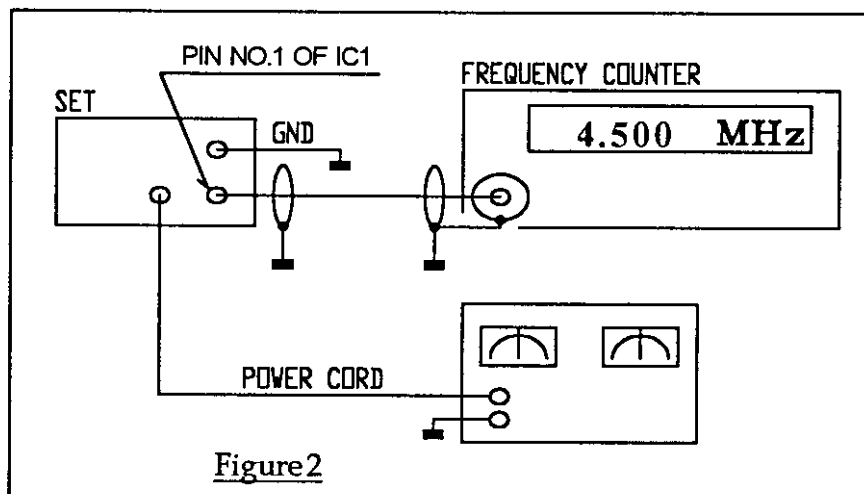 PIN NO.1 OF IC1
FREQUENCY COUNTER
SET
GND
4.500 MHz
POWER CORD
Figure2